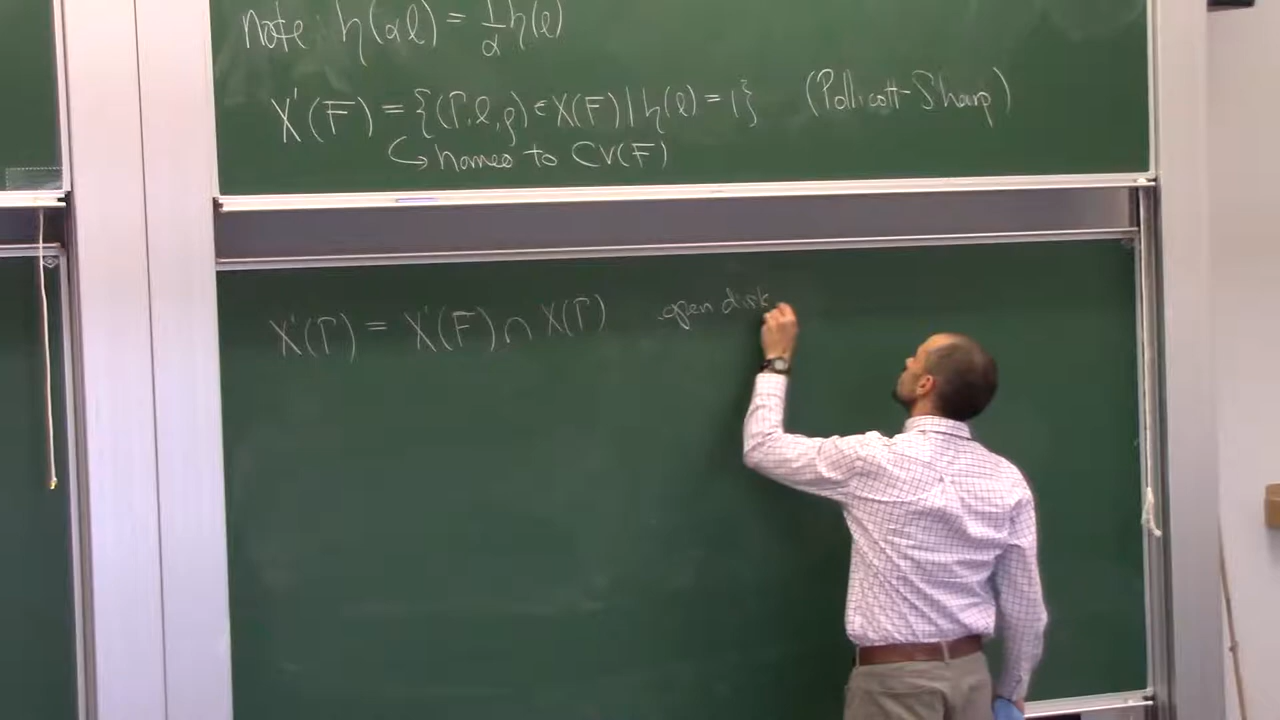 note h(αl) = 1/α h(l)
X'(F) = {(Γ,l,ρ) ∈ X(F) | h(l) = 1} (Pollicott-Sharp)
↪ homeo to CV(F)
X'(Γ) = X'(F) ∩ X(Γ) open disk